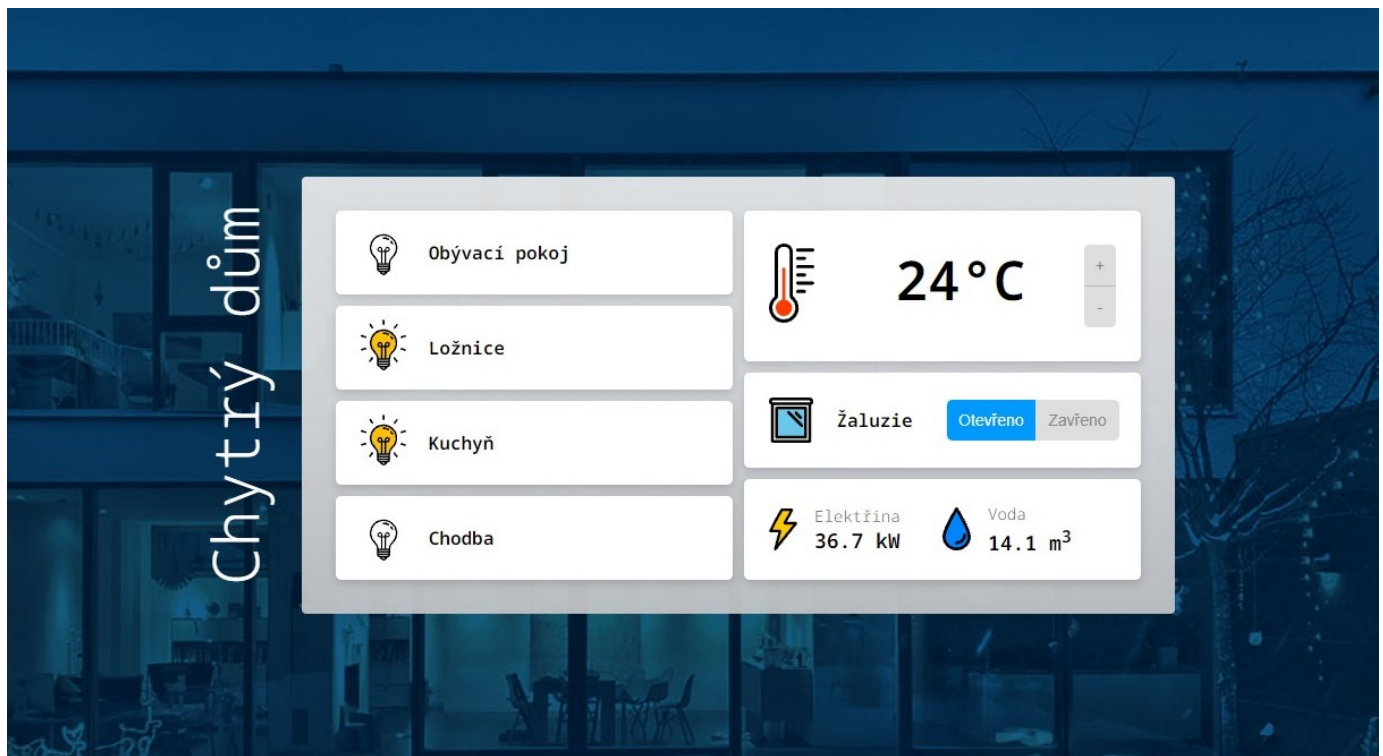 Chytrý dům
Obývací pokoj
Ložnice
Kuchyň
Chodba
24°C
+
-
Žaluzie
Otevřeno Zavřeno
Elektřina
36.7 kW
Voda
14.1 m³